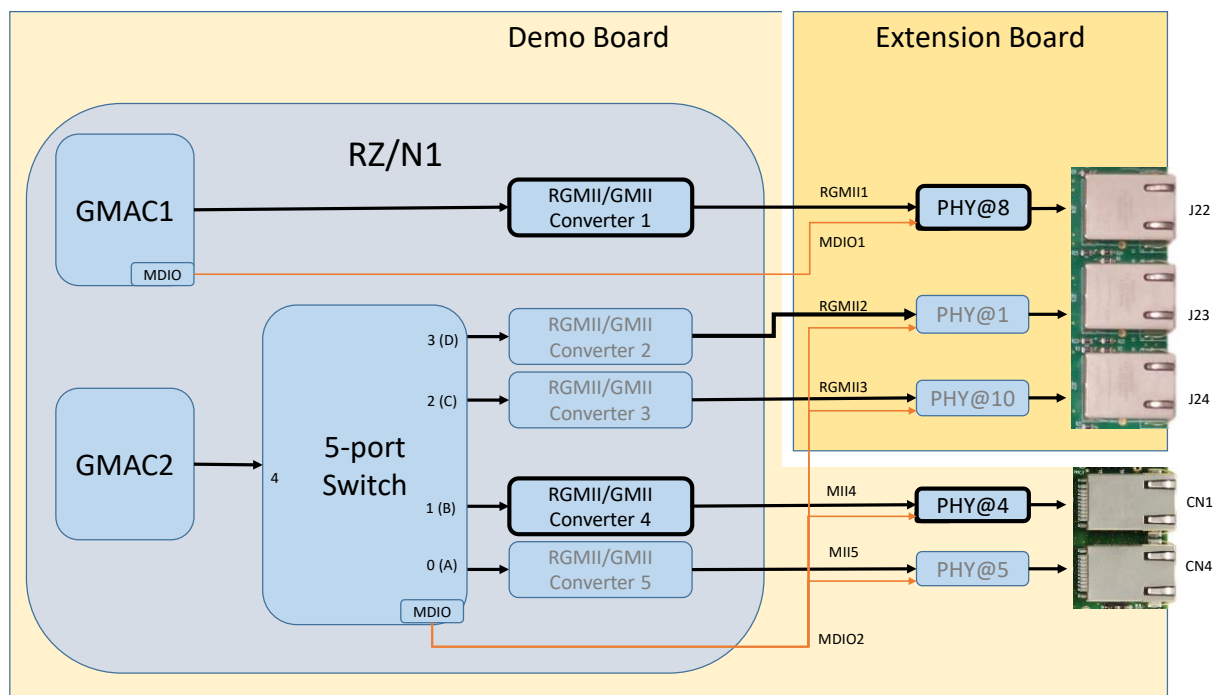 Demo Board
Extension Board
RZ/N1
GMAC1
MDIO
RGMII/GMII
Converter 1
RGMII1
MDIO1
PHY@8
J22
3 (D)
RGMII/GMII
Converter 2
RGMII2
PHY@1
J23
2 (C)
RGMII/GMII
Converter 3
RGMII3
PHY@10
J24
GMAC2
4
5-port
Switch
1 (B)
RGMII/GMII
Converter 4
MII4
PHY@4
CN1
0 (A)
RGMII/GMII
Converter 5
MII5
PHY@5
CN4
MDIO
MDIO2